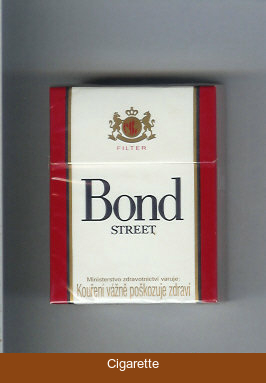 FILTER
Bond
STREET
Ministerstvo zdravotnictví varuje:
Kouření vážně poškozuje zdraví
Cigarette